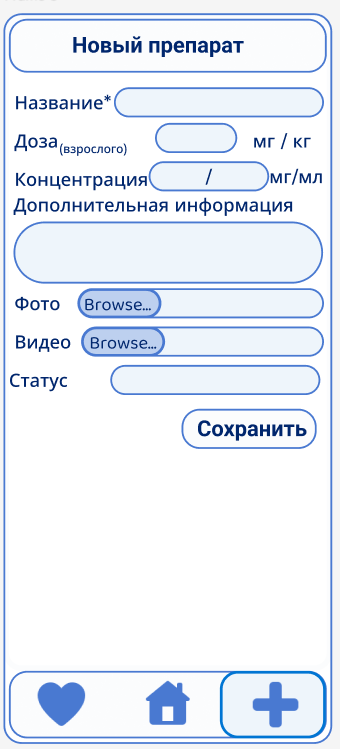 Новый препарат
Название*
Доза(взрослого) мг / кг
Концентрация / мг/мл
Дополнительная информация
Фото Browse...
Видео Browse...
Статус
Сохранить